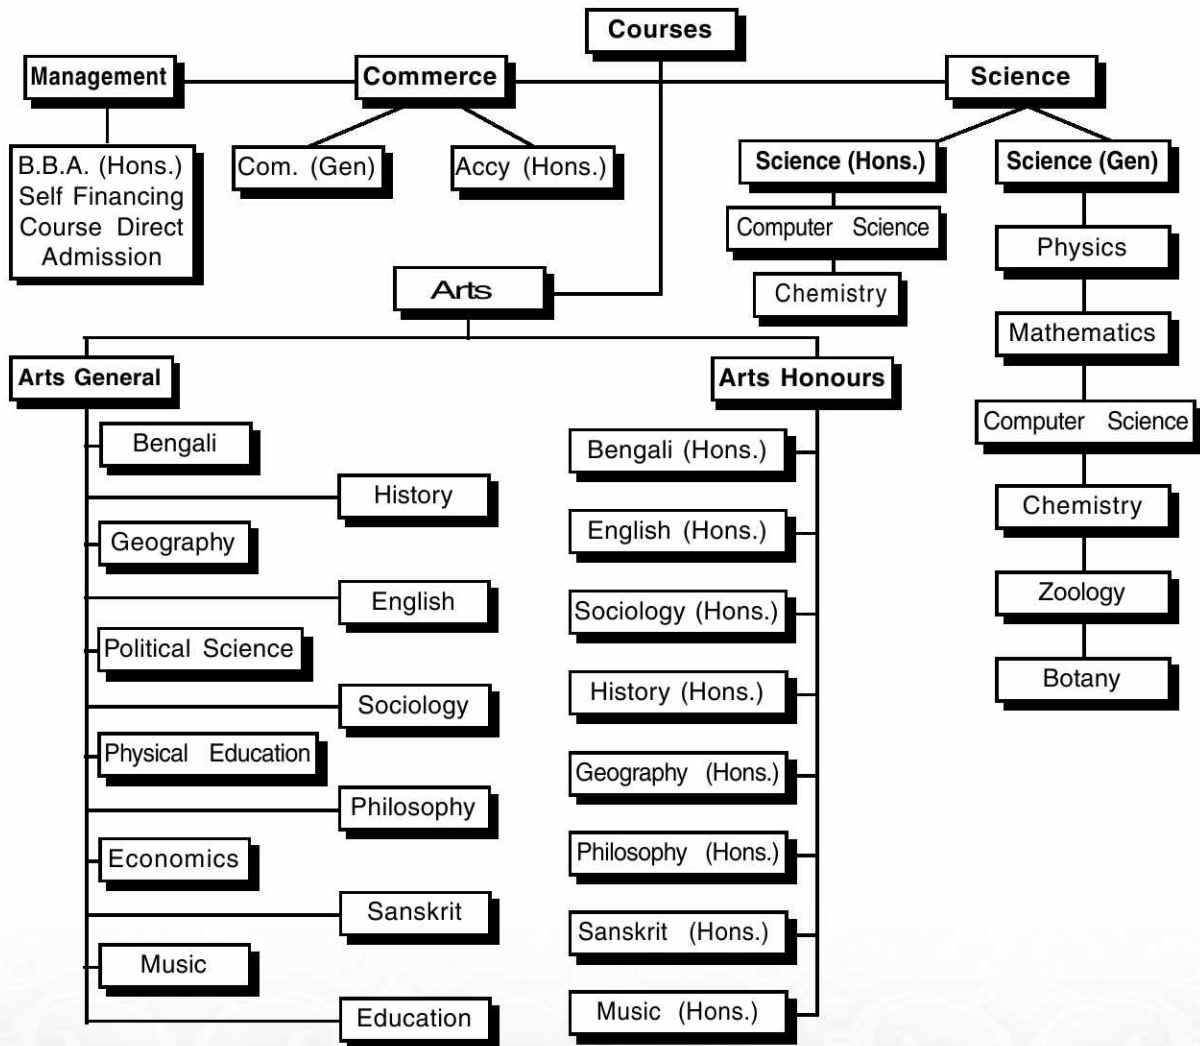 Courses
Management
Commerce
Science
B.B.A. (Hons.)
Self Financing
Course Direct
Admission
Com. (Gen)
Accy (Hons.)
Science (Hons.)
Science (Gen)
Computer Science
Chemistry
Physics
Mathematics
Computer Science
Chemistry
Zoology
Botany
Arts
Arts General
Arts Honours
Bengali
History
Geography
English
Political Science
Sociology
Physical Education
Philosophy
Economics
Sanskrit
Music
Education
Bengali (Hons.)
English (Hons.)
Sociology (Hons.)
History (Hons.)
Geography (Hons.)
Philosophy (Hons.)
Sanskrit (Hons.)
Music (Hons.)